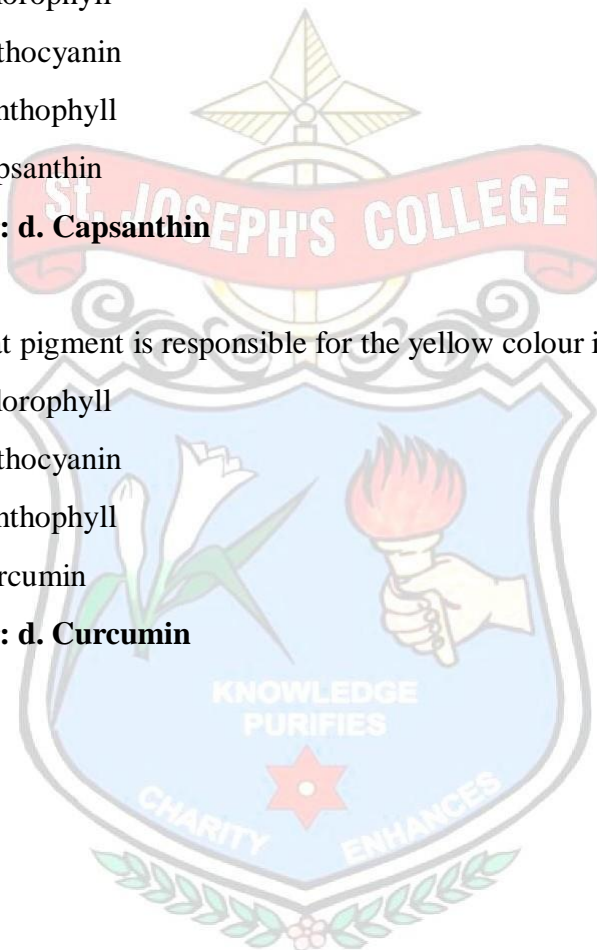 lorophyll
thocyanin
nthophyll
psanthin
: d. Capsanthin
St. JOSEPH'S COLLEGE
at pigment is responsible for the yellow colour i
lorophyll
thocyanin
nthophyll
rcumin
: d. Curcumin
KNOWLEDGE
PURIFIES
CHARITY ENHANCES